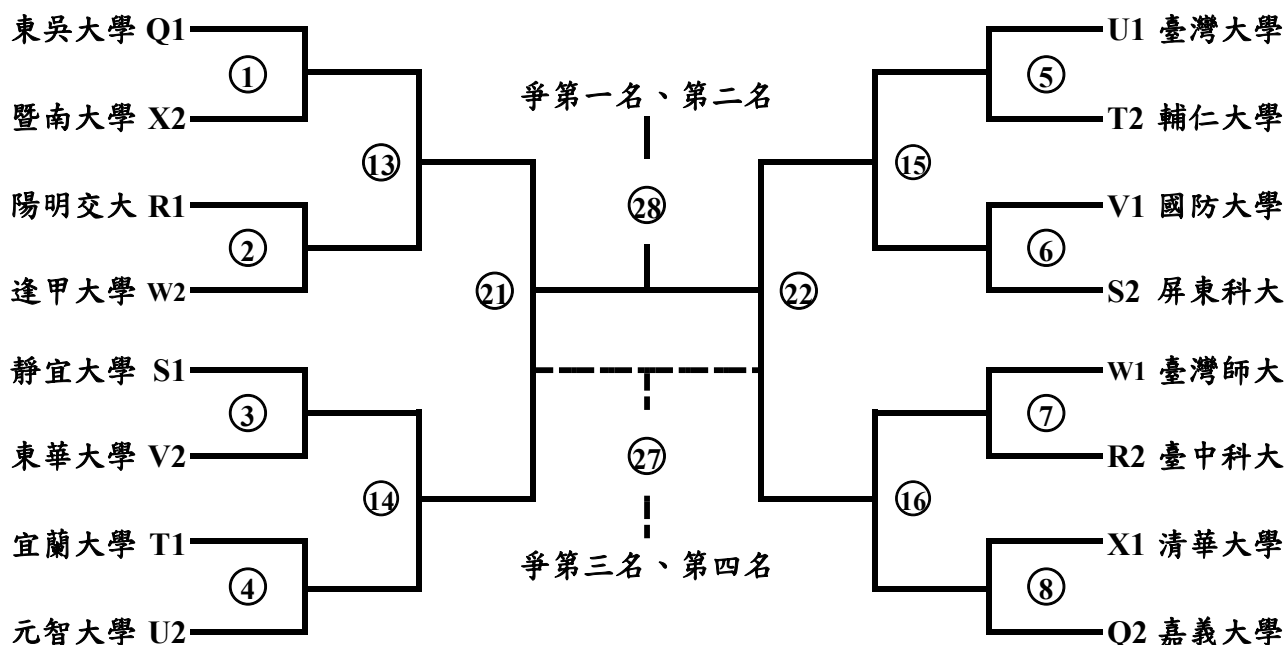 東吳大學 Q1
①
暨南大學 X2
⑬
陽明交大 R1
②
逢甲大學 W2
㉑
靜宜大學 S1
③
東華大學 V2
⑭
宜蘭大學 T1
④
元智大學 U2
爭第一名、第二名
㉘
㉗
爭第三名、第四名
U1 臺灣大學
⑤
T2 輔仁大學
⑮
V1 國防大學
⑥
S2 屏東科大
㉒
W1 臺灣師大
⑦
R2 臺中科大
⑯
X1 清華大學
⑧
Q2 嘉義大學